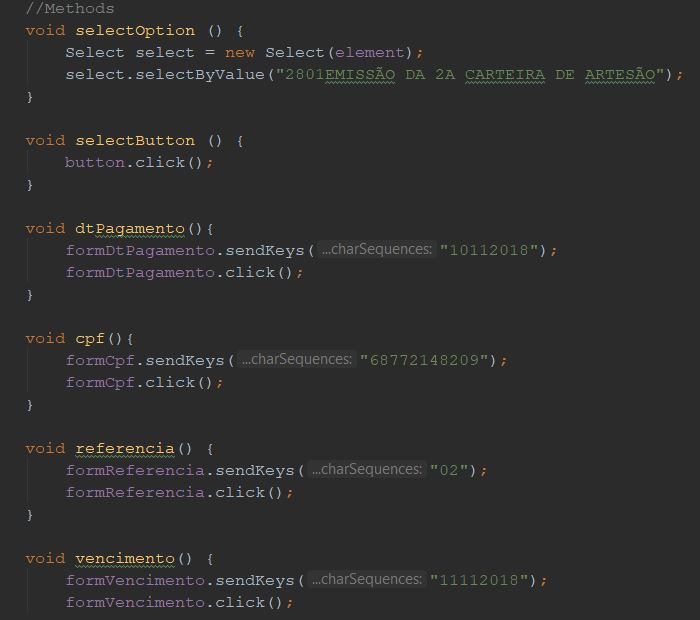 //Methods
void selectOption () {
Select select = new Select(element);
select.selectByValue("2801EMISSÃO DA 2A CARTEIRA DE ARTESÃO");
}
void selectButton () {
button.click();
}
void dtPagamento(){
formDtPagamento.sendKeys( ...charSequences: "10112018");
formDtPagamento.click();
}
void cpf(){
formCpf.sendKeys( ...charSequences: "68772148209");
formCpf.click();
}
void referencia() {
formReferencia.sendKeys( ...charSequences: "02");
formReferencia.click();
}
void vencimento() {
formVencimento.sendKeys( ...charSequences: "11112018");
formVencimento.click();